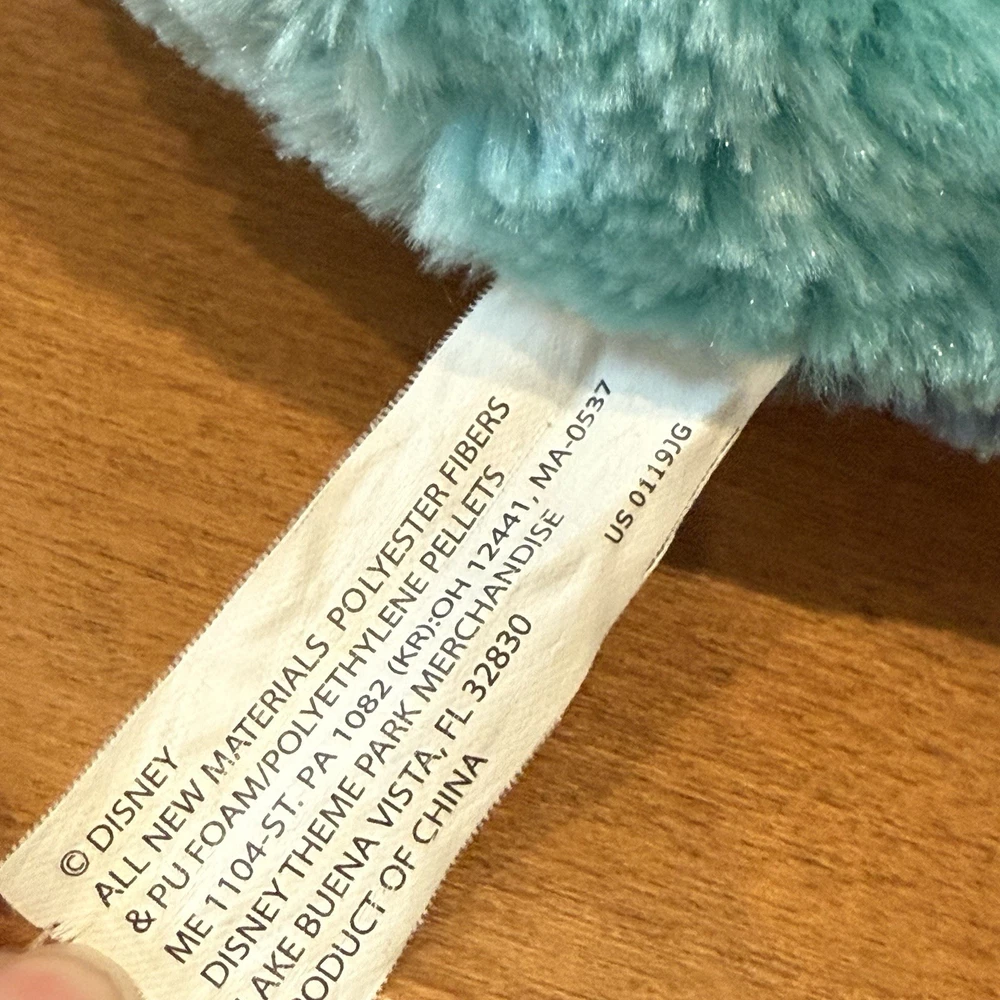 © DISNEY
ALL NEW MATERIALS POLYESTER FIBERS
& PU FOAM/POLYETHYLENE PELLETS
ME 1104-ST. PA 1082 (KR):OH 12441, MA-0537
DISNEY THEME PARK MERCHANDISE
LAKE BUENA VISTA, FL 32830
PRODUCT OF CHINA
US 0119JG